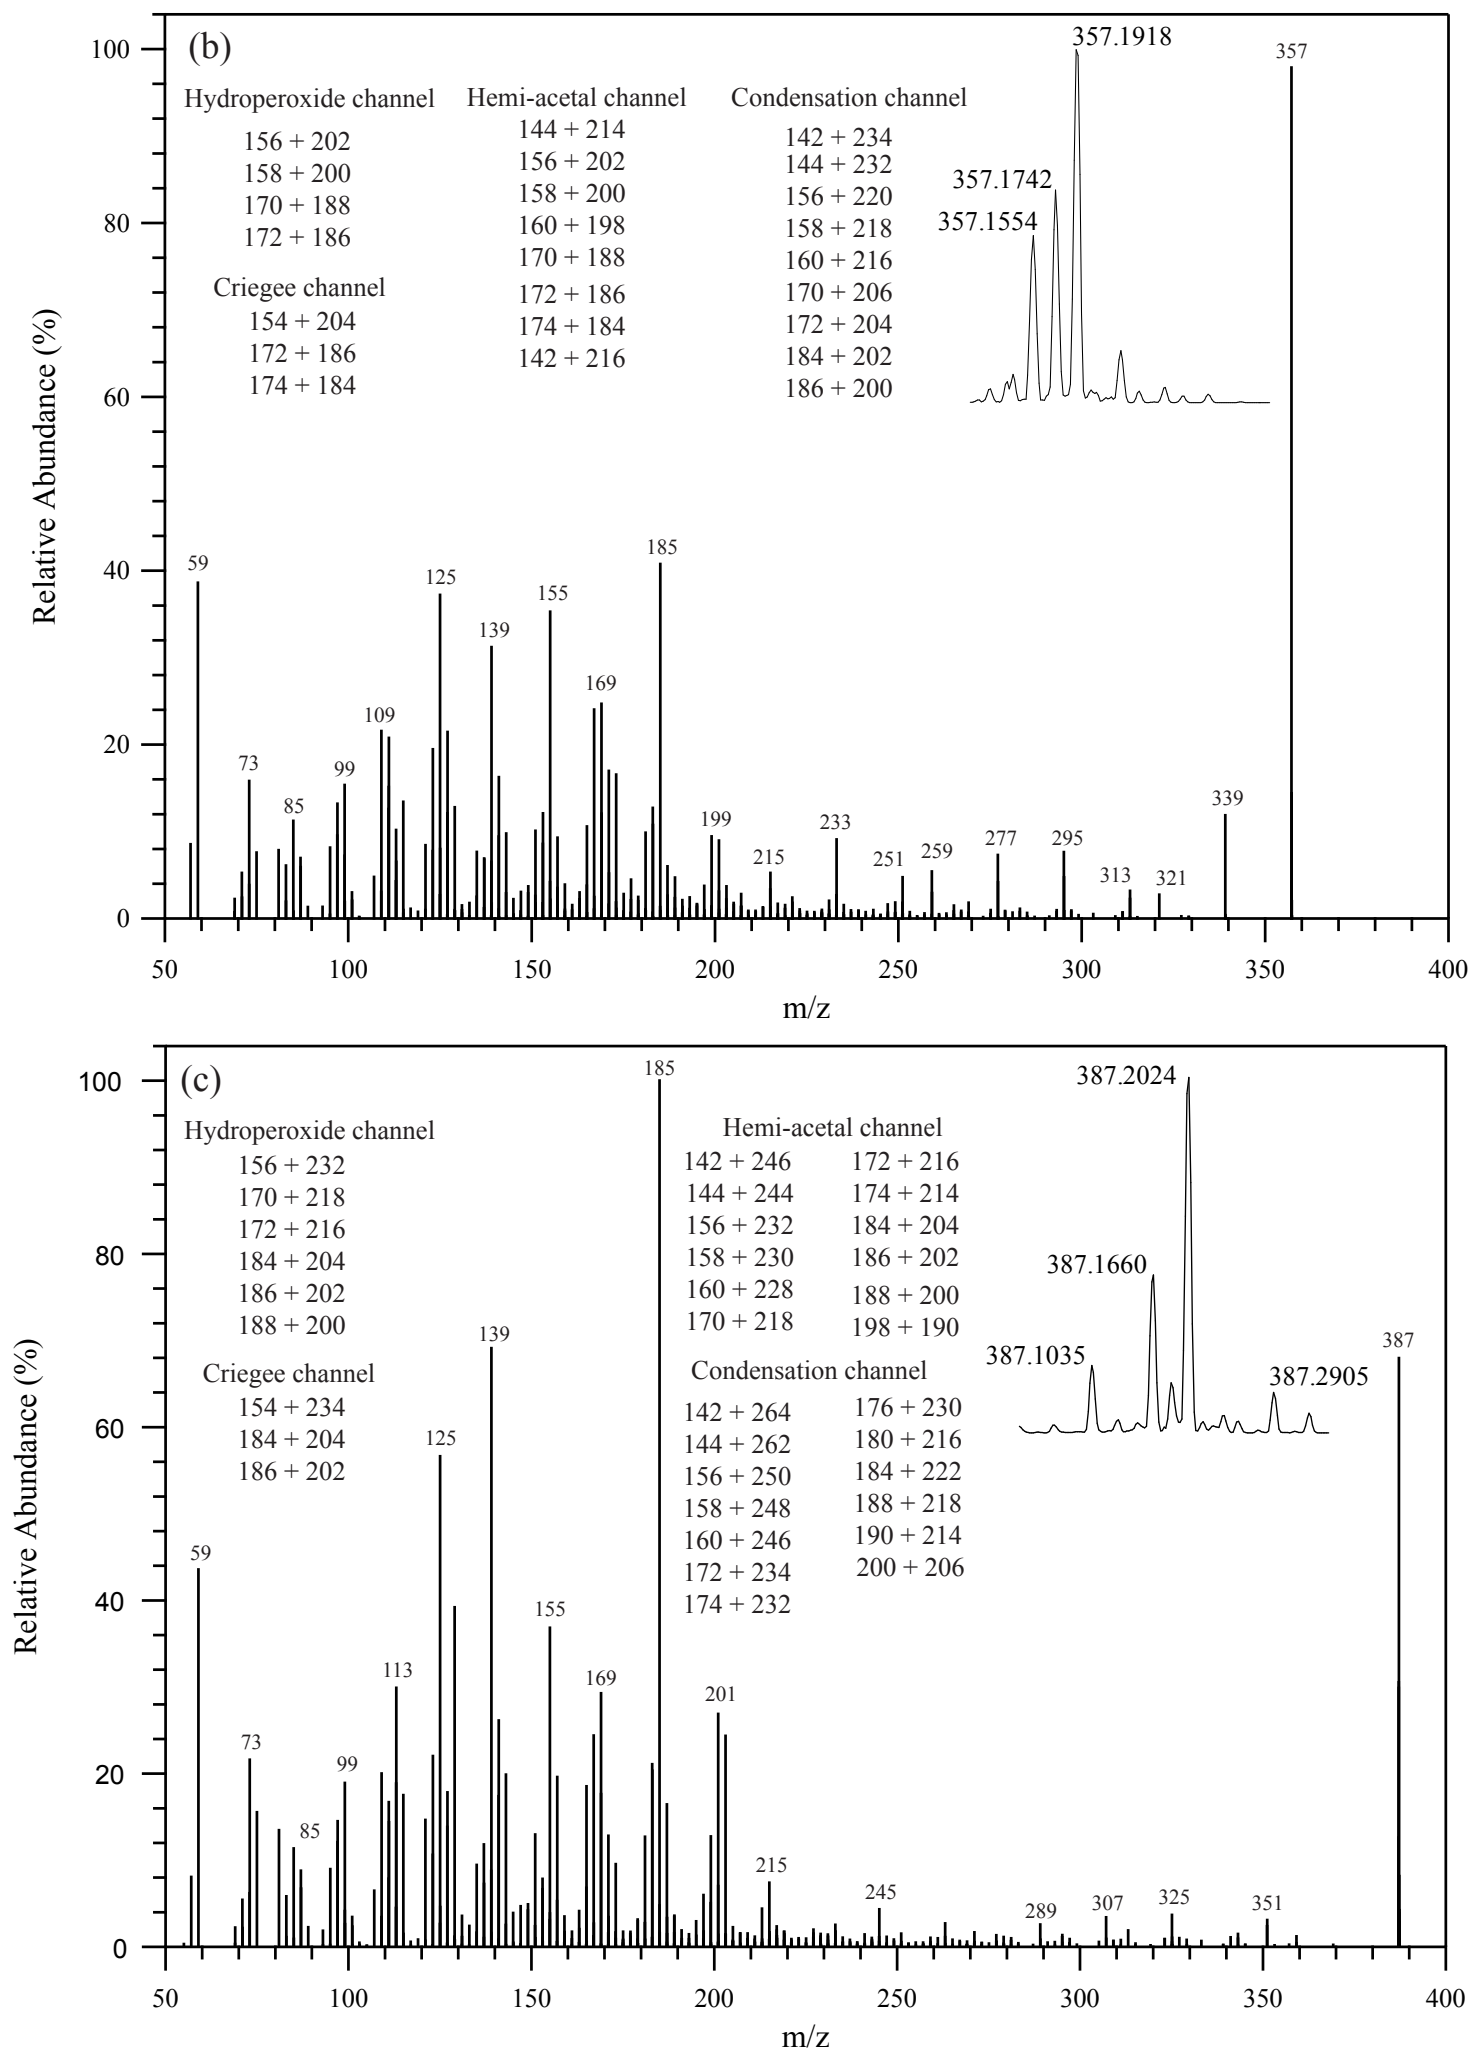 (b)
357.1918
357
Hydroperoxide channel
156 + 202
158 + 200
170 + 188
172 + 186
Criegee channel
154 + 204
172 + 186
174 + 184
Hemi-acetal channel
144 + 214
156 + 202
158 + 200
160 + 198
170 + 188
172 + 186
174 + 184
142 + 216
Condensation channel
142 + 234
144 + 232
156 + 220
158 + 218
160 + 216
170 + 206
172 + 204
184 + 202
186 + 200
357.1742
357.1554
Relative Abundance (%)
100
80
60
40
20
0
59
73
85
99
109
125
139
155
169
185
199
215
233
251
259
277
295
313
321
339
50 100 150 200 250 300 350 400
m/z
(c)
185
387.2024
Hydroperoxide channel
156 + 232
170 + 218
172 + 216
184 + 204
186 + 202
188 + 200
Criegee channel
154 + 234
184 + 204
186 + 202
Hemi-acetal channel
142 + 246
144 + 244
156 + 232
158 + 230
160 + 228
170 + 218
172 + 216
174 + 214
184 + 204
186 + 202
188 + 200
198 + 190
Condensation channel
142 + 264
144 + 262
156 + 250
158 + 248
160 + 246
172 + 234
174 + 232
176 + 230
180 + 216
184 + 222
188 + 218
190 + 214
200 + 206
387.1660
387.1035
387.2905
387
Relative Abundance (%)
100
80
60
40
20
0
59
73
85
99
113
125
139
155
169
201
215
245
289
307
325
351
50 100 150 200 250 300 350 400
m/z